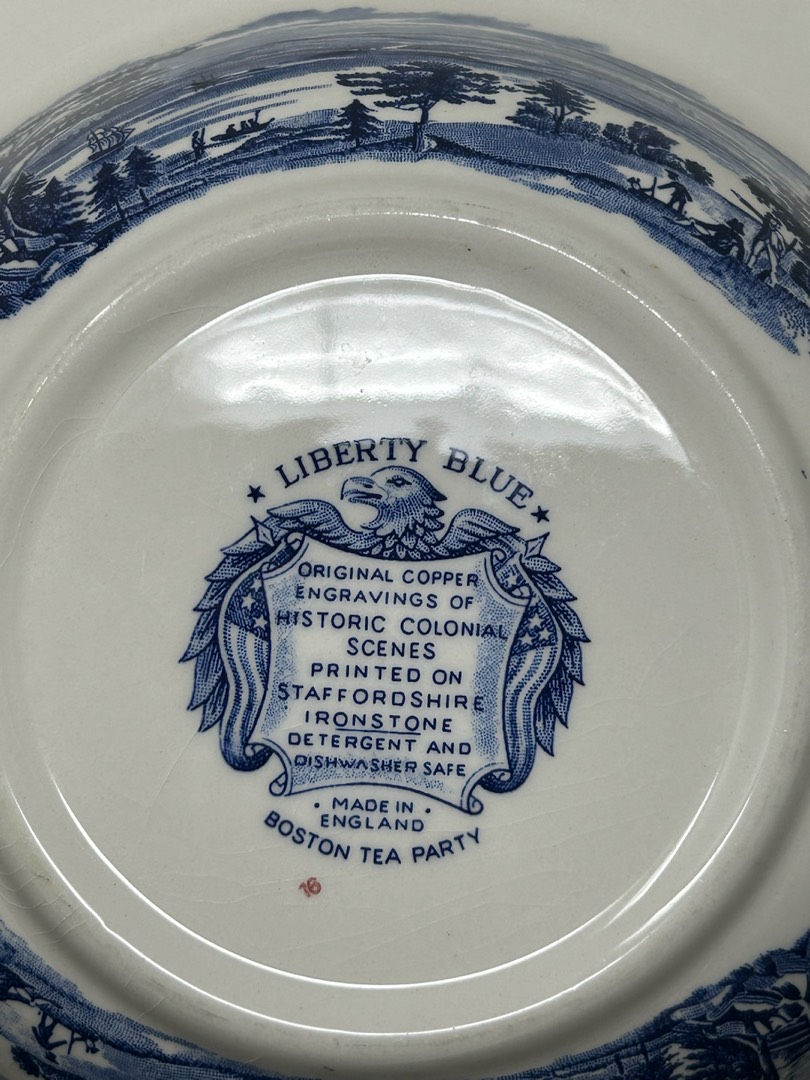 ★ LIBERTY BLUE ★
ORIGINAL COPPER
ENGRAVINGS OF
HISTORIC COLONIAL
SCENES
PRINTED ON
STAFFORDSHIRE
IRONSTONE
DETERGENT AND
DISHWASHER SAFE
• MADE IN •
ENGLAND
BOSTON TEA PARTY
16